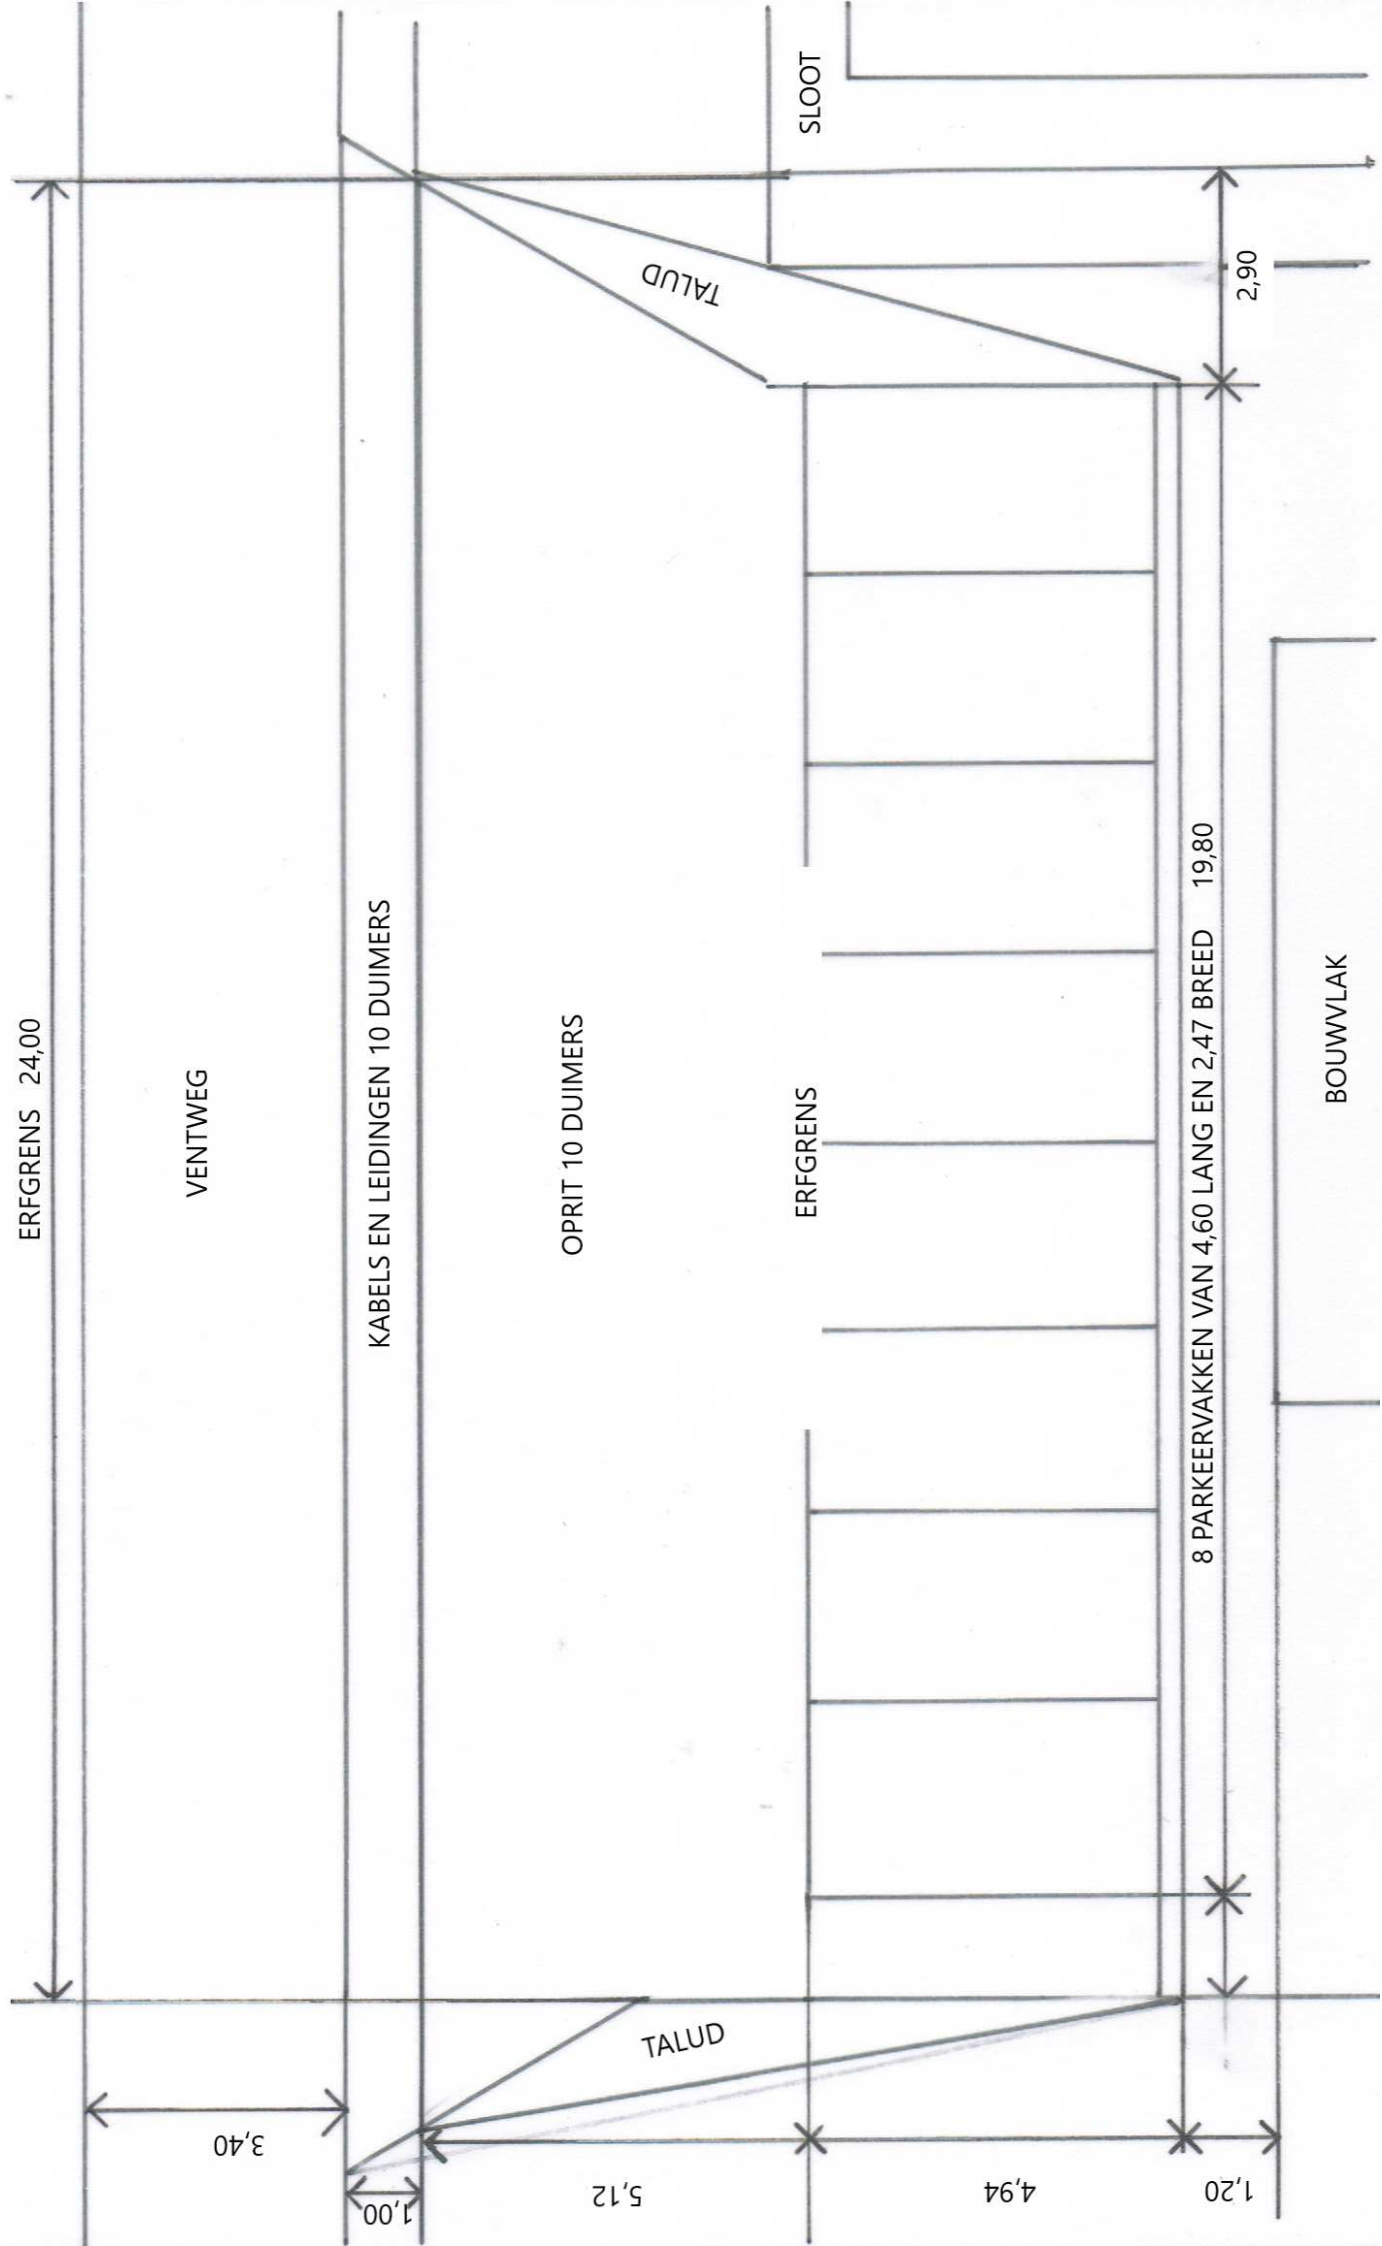 ERFGRENS 24,00
VENTWEG
KABELS EN LEIDINGEN 10 DUIMERS
OPRIT 10 DUIMERS
TALUD
SLOOT
ERFGRENS
TALUD
8 PARKEERVAKKEN VAN 4,60 LANG EN 2,47 BREED 19,80
2,90
BOUWVLAK
3,40
1,00
5,12
4,94
1,20